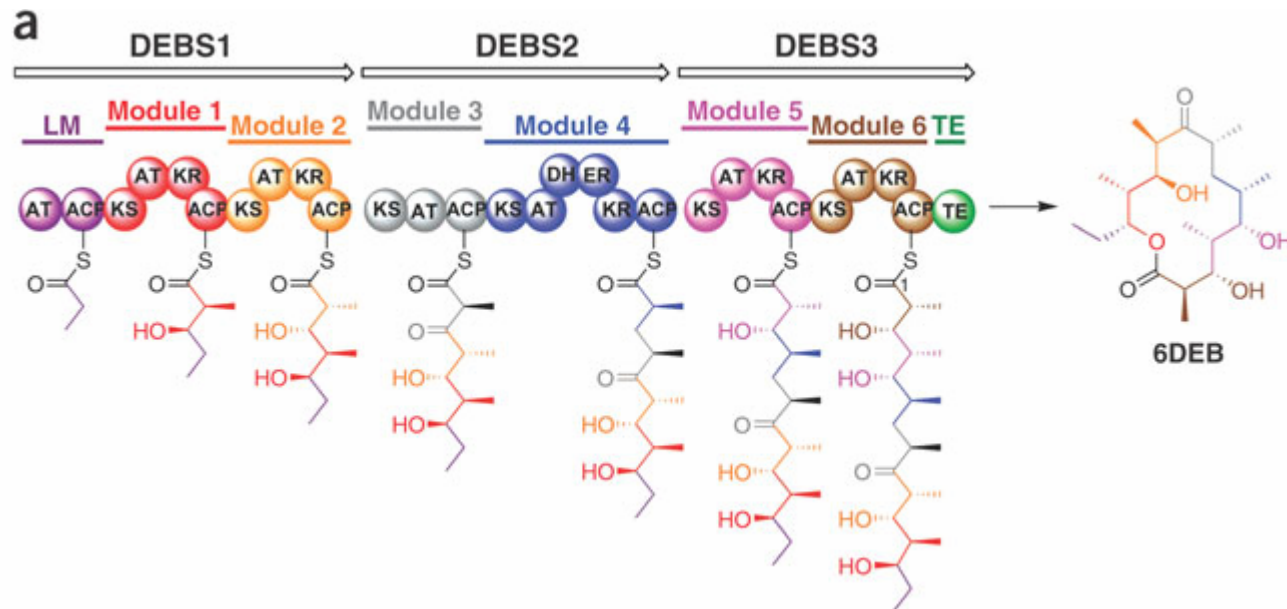 a
DEBS1 DEBS2 DEBS3
LM Module 1 Module 2 Module 3 Module 4 Module 5 Module 6 TE
AT ACP KS AT KR ACP KS AT KR ACP KS AT ACP KS AT DH ER KR ACP KS AT KR ACP KS AT KR ACP TE
S S S S S S S
O O O O O O O
1
HO HO O HO HO
HO HO O HO HO
HO O HO
HO O
HO HO
HO
O
OH
O OH
O OH
6DEB